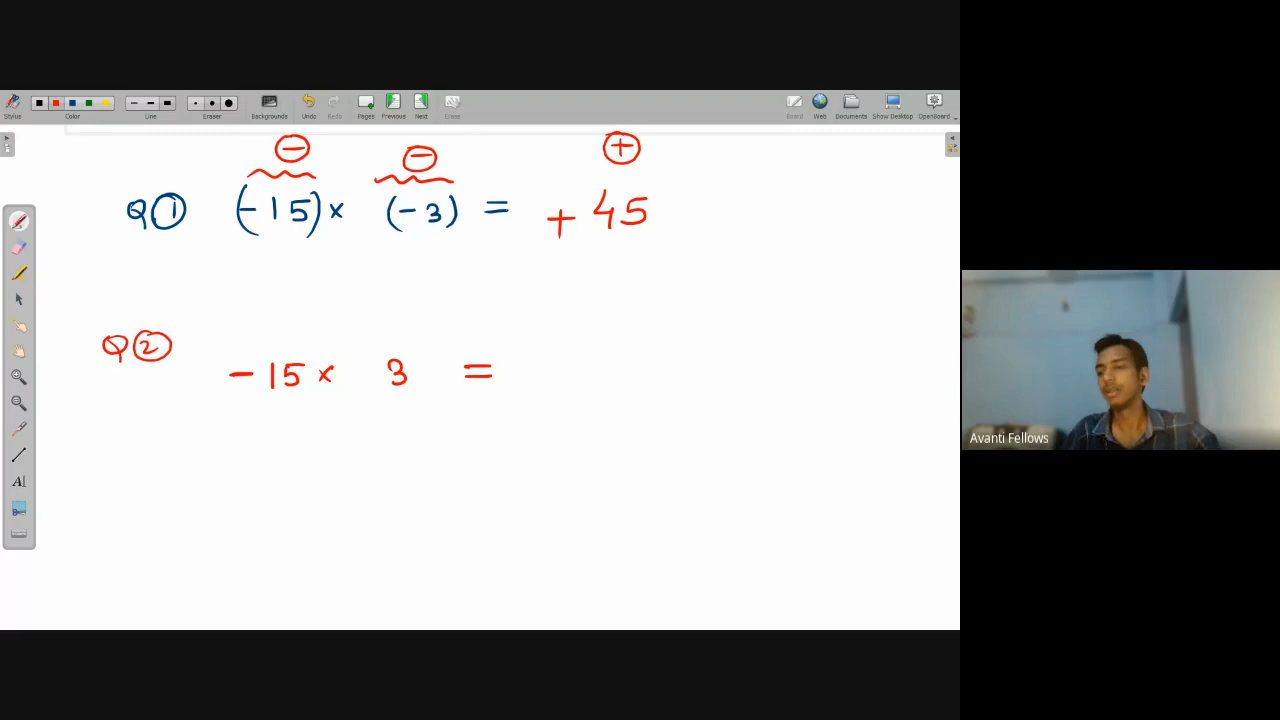 Stylus Color Line Eraser Backgrounds Undo Redo Pages Previous Next Erase Board Web Documents Show Desktop OpenBoard
⊖ ⊖ ⊕
Q① (-15)× (-3) = + 45
Q②
-15 × 3 =
Avanti Fellows